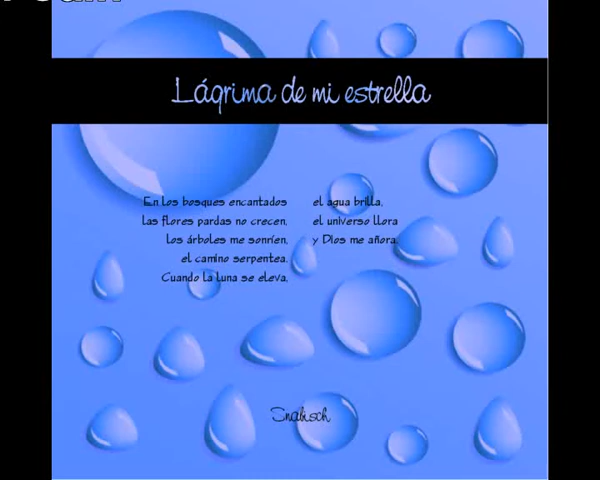 Lágrima de mi estrella
En los bosques encantados
las flores pardas no crecen,
los árboles me sonríen,
el camino serpentea.
Cuando la luna se eleva,
el agua brilla,
el universo llora
y Dios me añora.